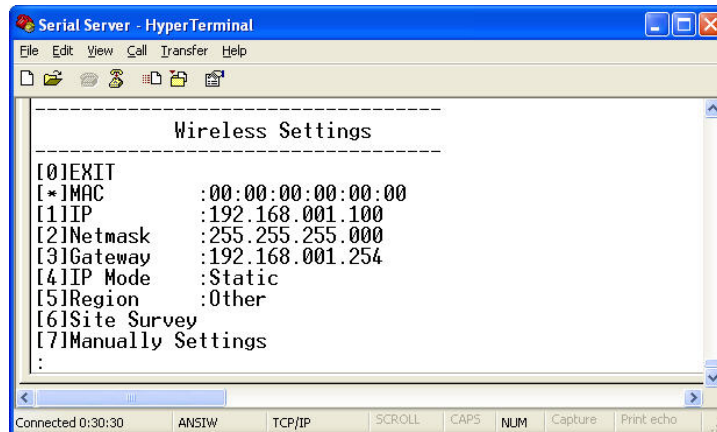 Serial Server - HyperTerminal
File Edit View Call Transfer Help
------------------------------------
Wireless Settings
------------------------------------
[0]EXIT
[*]MAC :00:00:00:00:00:00
[1]IP :192.168.001.100
[2]Netmask :255.255.255.000
[3]Gateway :192.168.001.254
[4]IP Mode :Static
[5]Region :Other
[6]Site Survey
[7]Manually Settings
:
Connected 0:30:30 ANSIW TCP/IP SCROLL CAPS NUM Capture Print echo